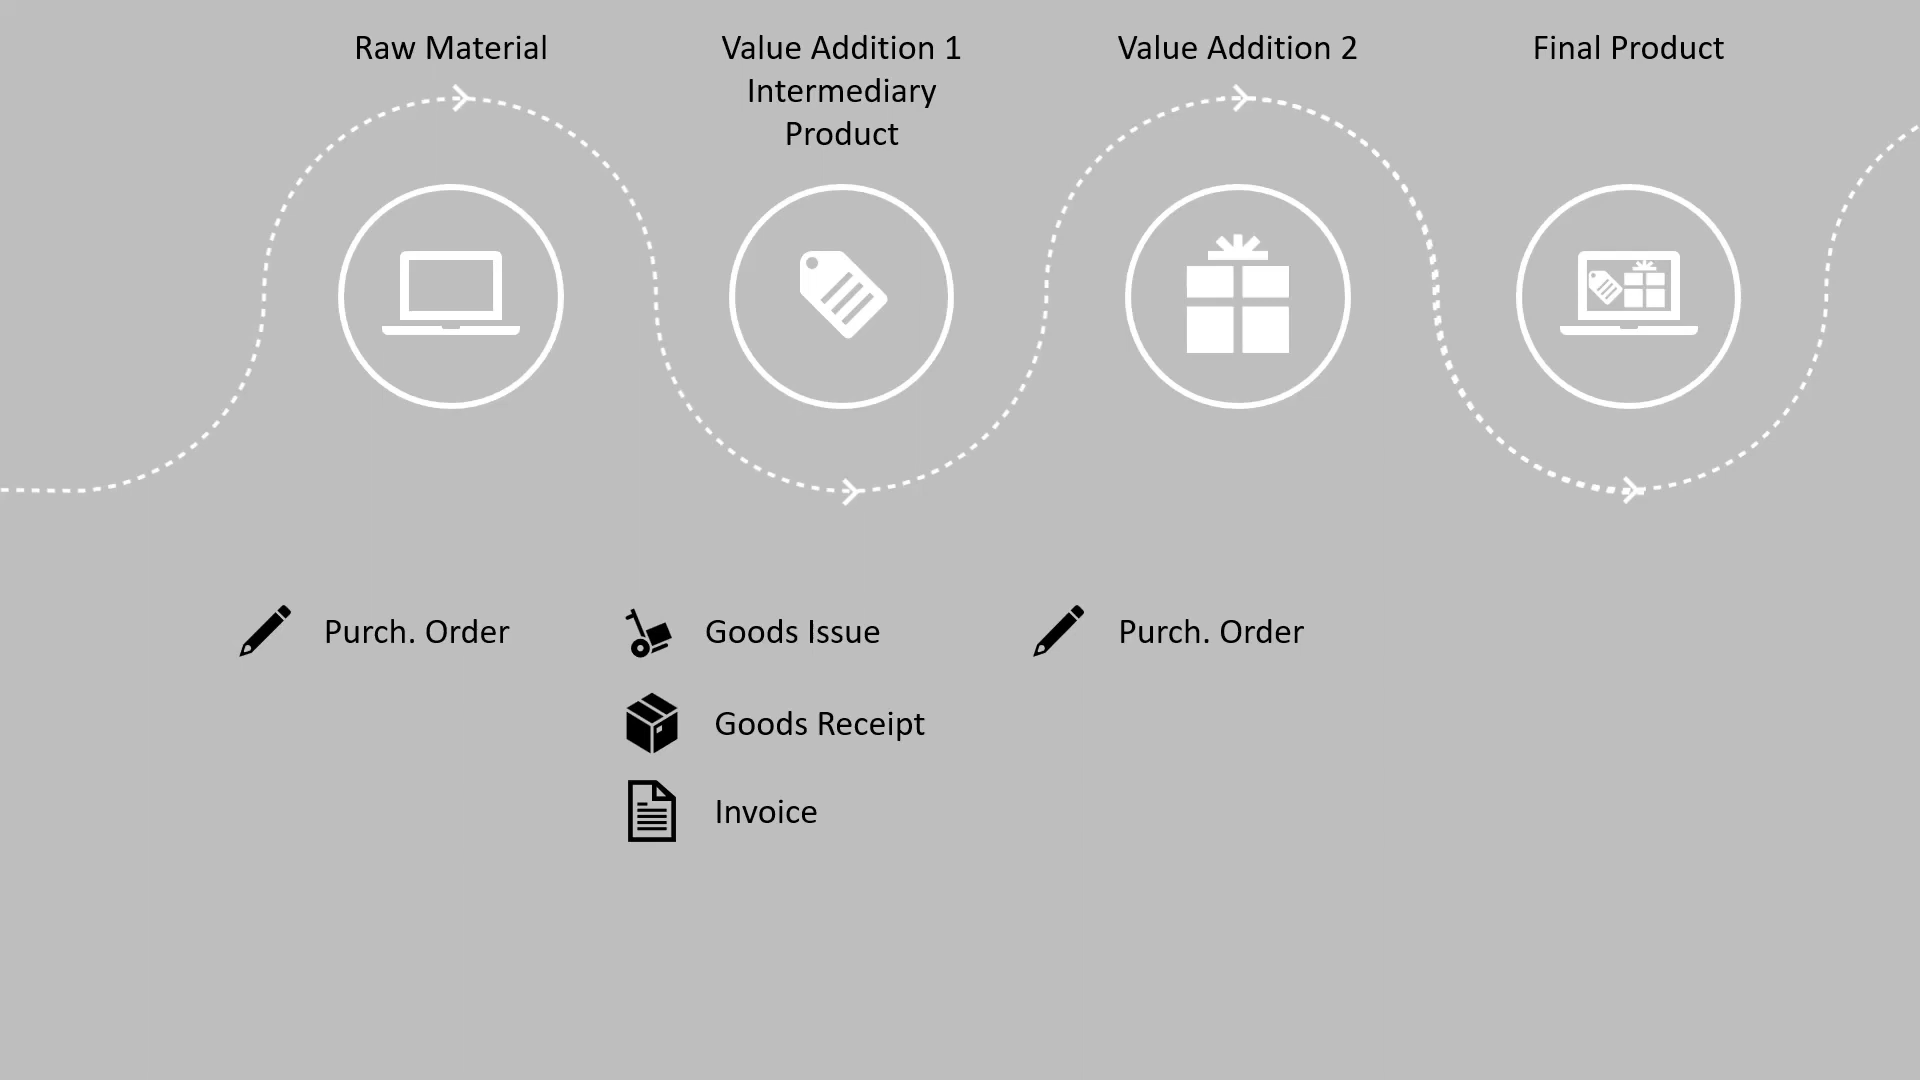 Raw Material
Value Addition 1
Intermediary
Product
Value Addition 2
Final Product
Purch. Order
Goods Issue
Goods Receipt
Invoice
Purch. Order